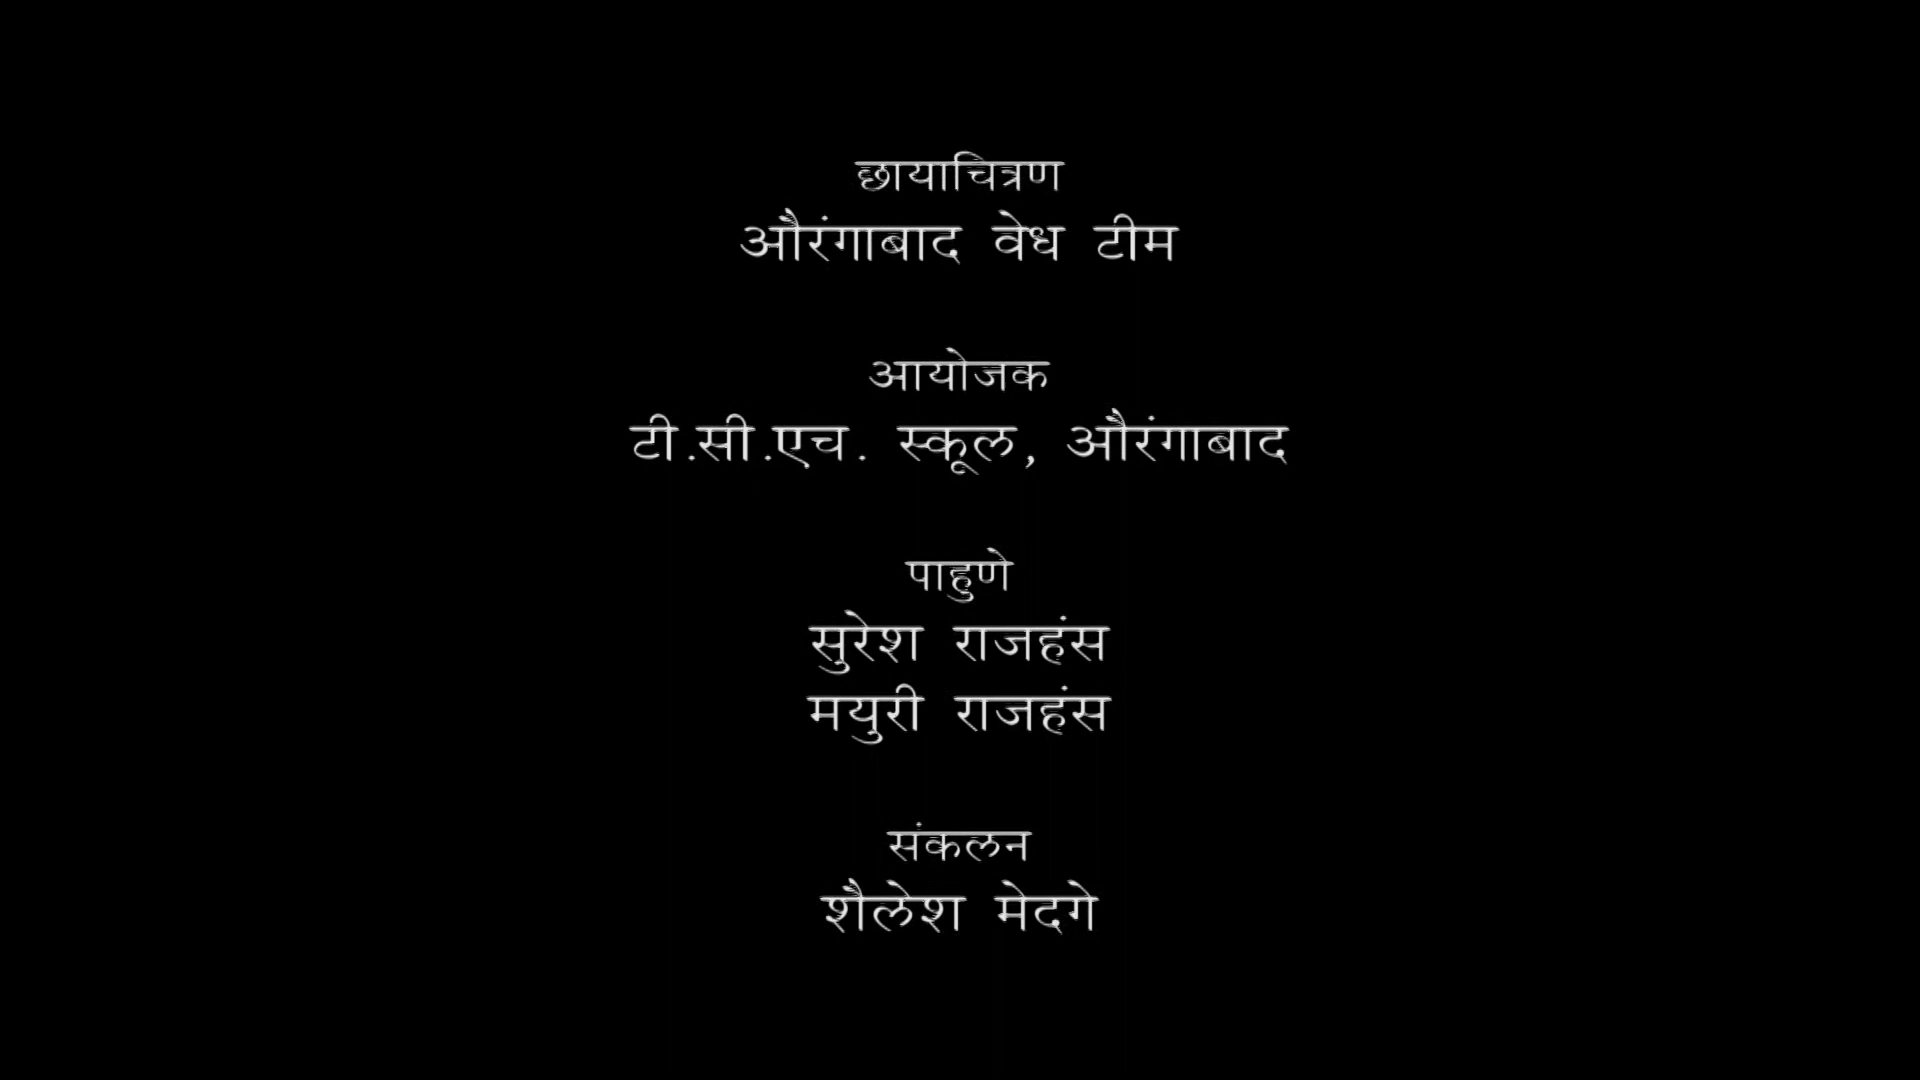 छायाचित्रण
औरंगाबाद वेध टीम
आयोजक
टी.सी.एच. स्कूल, औरंगाबाद
पाहुणे
सुरेश राजहंस
मयुरी राजहंस
संकलन
शैलेश मेदगे